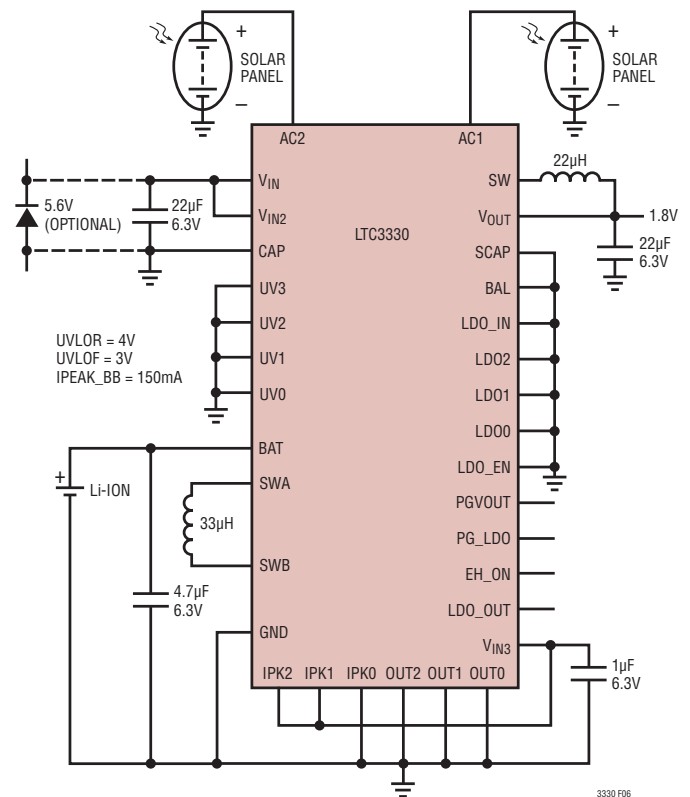 +
SOLAR
PANEL
–
+
SOLAR
PANEL
–
AC2
AC1
VIN
VIN2
CAP
UV3
UV2
UV1
UV0
BAT
SWA
SWB
GND
LTC3330
SW
VOUT
SCAP
BAL
LDO_IN
LDO2
LDO1
LDO0
LDO_EN
PGVOUT
PG_LDO
EH_ON
LDO_OUT
VIN3
IPK2
IPK1
IPK0
OUT2
OUT1
OUT0
5.6V
(OPTIONAL)
22µF
6.3V
UVLOR = 4V
UVLOF = 3V
IPEAK_BB = 150mA
+
Li-ION
33µH
4.7µF
6.3V
22µH
1.8V
22µF
6.3V
1µF
6.3V
3330 F06